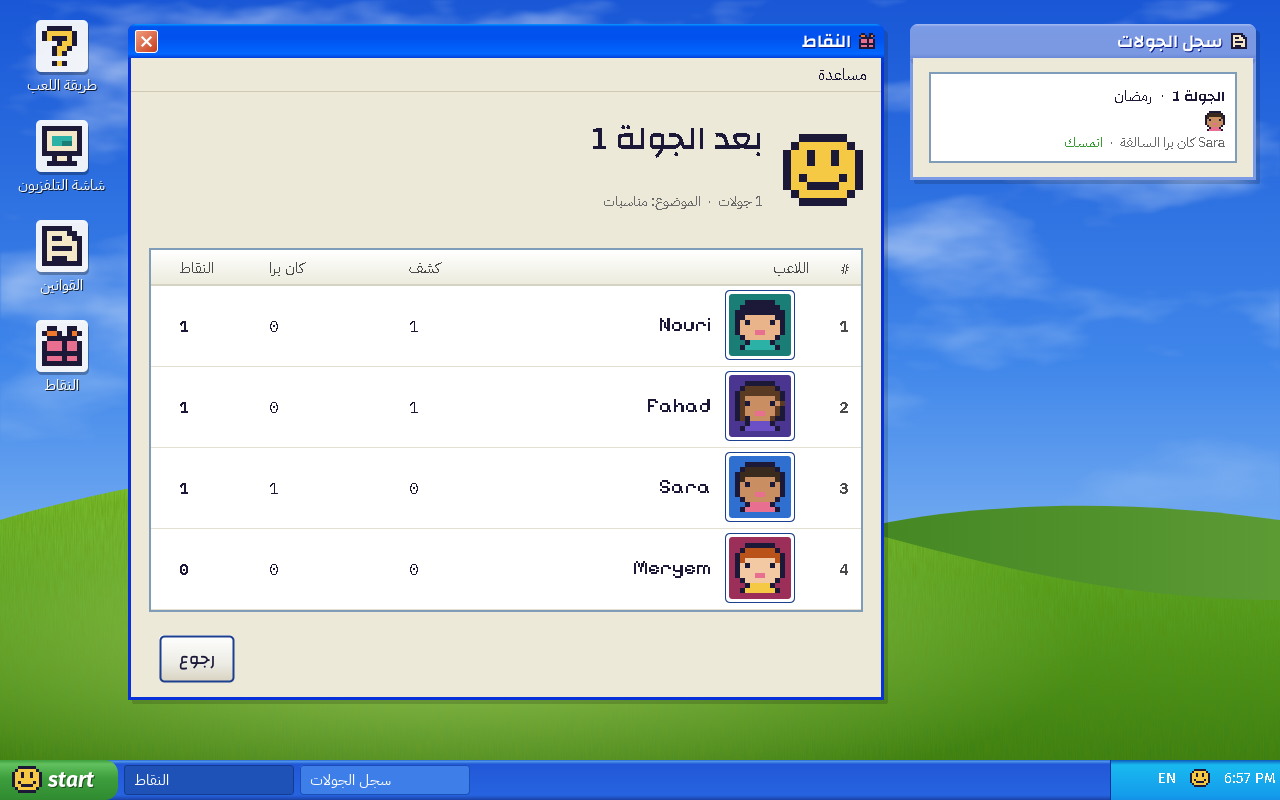 طريقة اللعب
شاشة التلفزيون
القوانين
النقاط
النقاط
مساعدة
بعد الجولة 1
1 جولات · الموضوع: مناسبات
# اللاعب كشف كان برا النقاط
1 Nouri 1 0 1
2 Fahad 1 0 1
3 Sara 0 1 1
4 Meryem 0 0 0
رجوع
سجل الجولات
الجولة 1 · رمضان
Sara كان برا السالفة · انمسك
start
النقاط
سجل الجولات
EN
6:57 PM